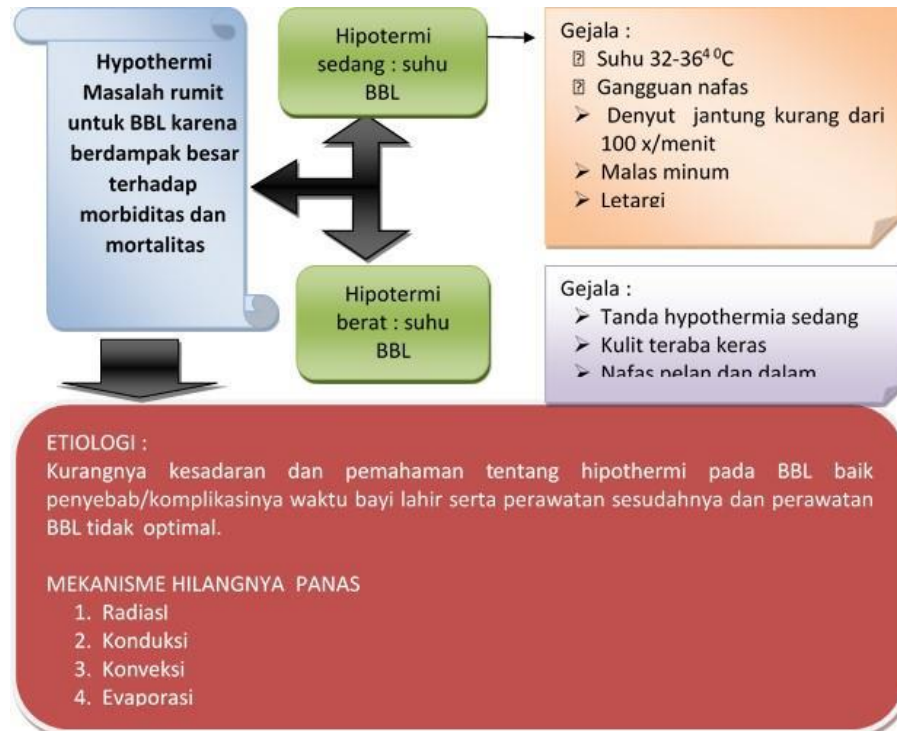 Hypothermi
Masalah rumit
untuk BBL karena
berdampak besar
terhadap
morbiditas dan
mortalitas
Hipotermi
sedang : suhu
BBL
Gejala :
Suhu 32-36⁴ ⁰C
Gangguan nafas
➢ Denyut jantung kurang dari
100 x/menit
➢ Malas minum
➢ Letargi
Hipotermi
berat : suhu
BBL
Gejala :
➢ Tanda hypothermia sedang
➢ Kulit teraba keras
➢ Nafas pelan dan dalam
ETIOLOGI :
Kurangnya kesadaran dan pemahaman tentang hipothermi pada BBL baik
penyebab/komplikasinya waktu bayi lahir serta perawatan sesudahnya dan perawatan
BBL tidak optimal.
MEKANISME HILANGNYA PANAS
1. RadiasI
2. Konduksi
3. Konveksi
4. Evaporasi